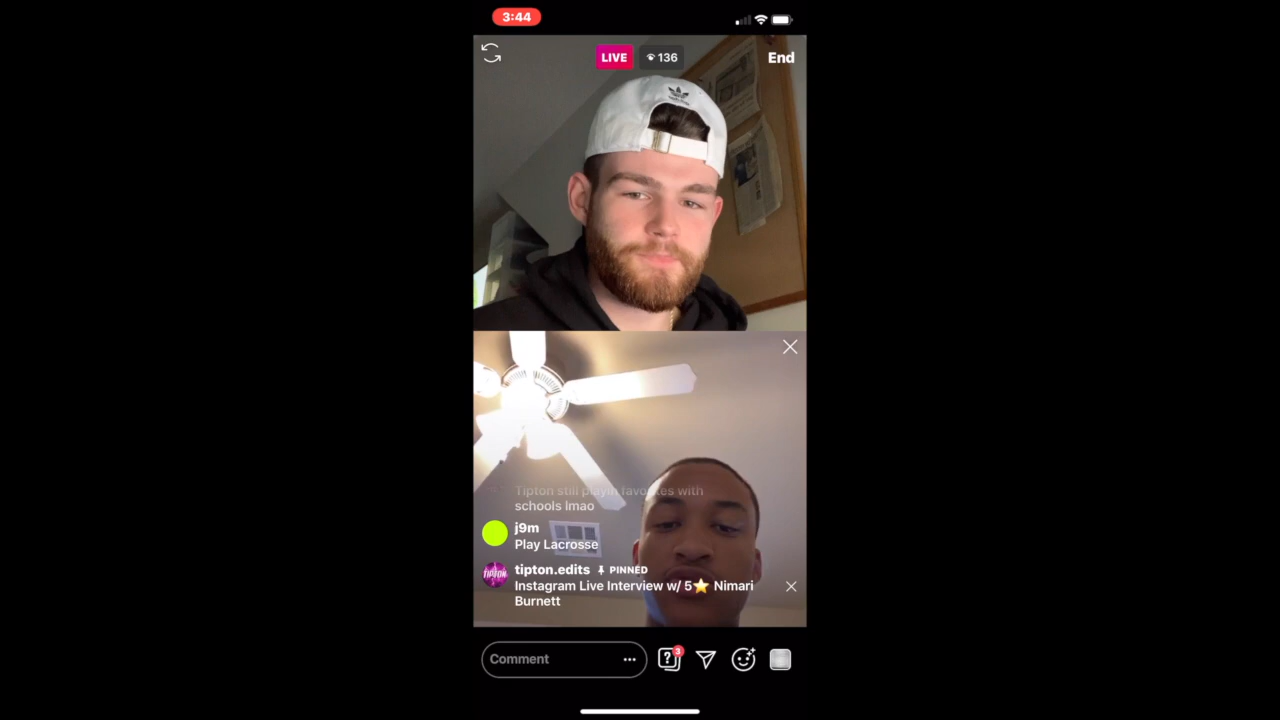 3:44
LIVE
136
End
Tipton still playin favorites with
schools lmao
j9m
Play Lacrosse
tipton.edits PINNED
Instagram Live Interview w/ 5⭐ Nimari
Burnett
Comment
3